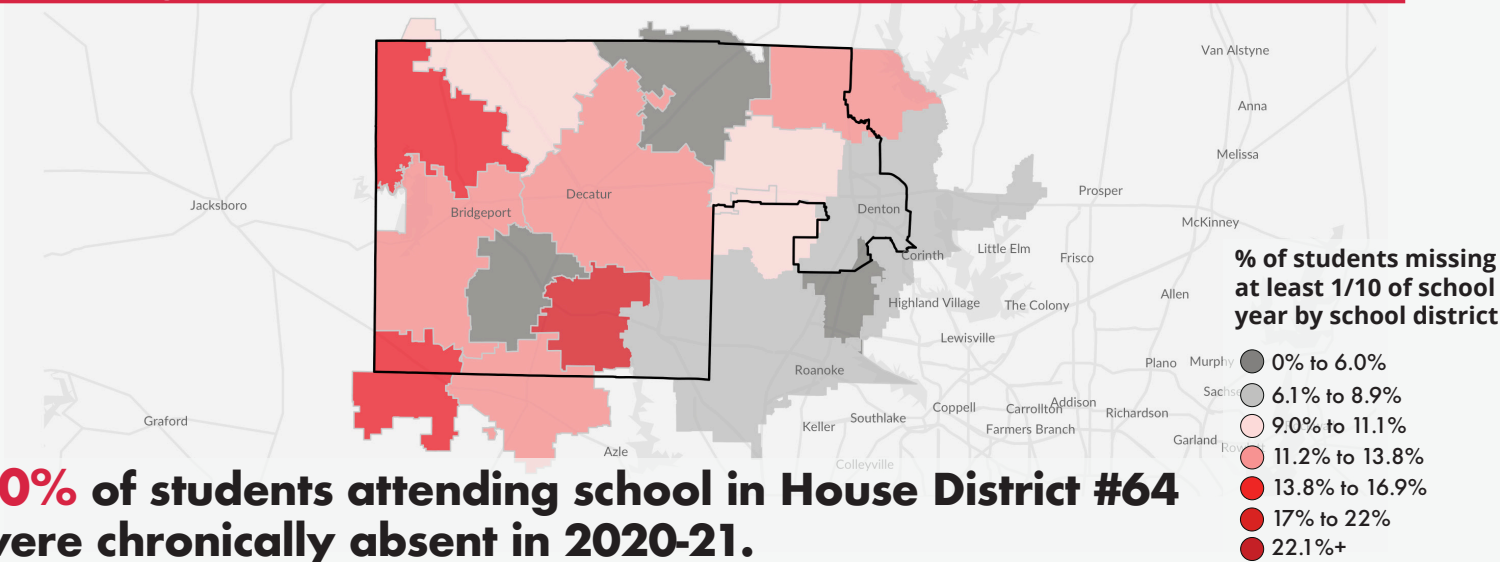 Van Alstyne
Anna
Melissa
Decatur
Jacksboro
Bridgeport
Denton
Prosper
McKinney
Corinth
Little Elm
Frisco
% of students missing
at least 1/10 of school
year by school district
Highland Village
The Colony
Allen
Lewisville
Roanoke
Plano
Murphy
0% to 6.0%
6.1% to 8.9%
9.0% to 11.1%
11.2% to 13.8%
13.8% to 16.9%
17% to 22%
22.1%+
Graford
Keller
Southlake
Coppell
Carrollton
Addison
Richardson
Farmers Branch
Garland
Azle
Colleyville
0% of students attending school in House District #64
were chronically absent in 2020-21.